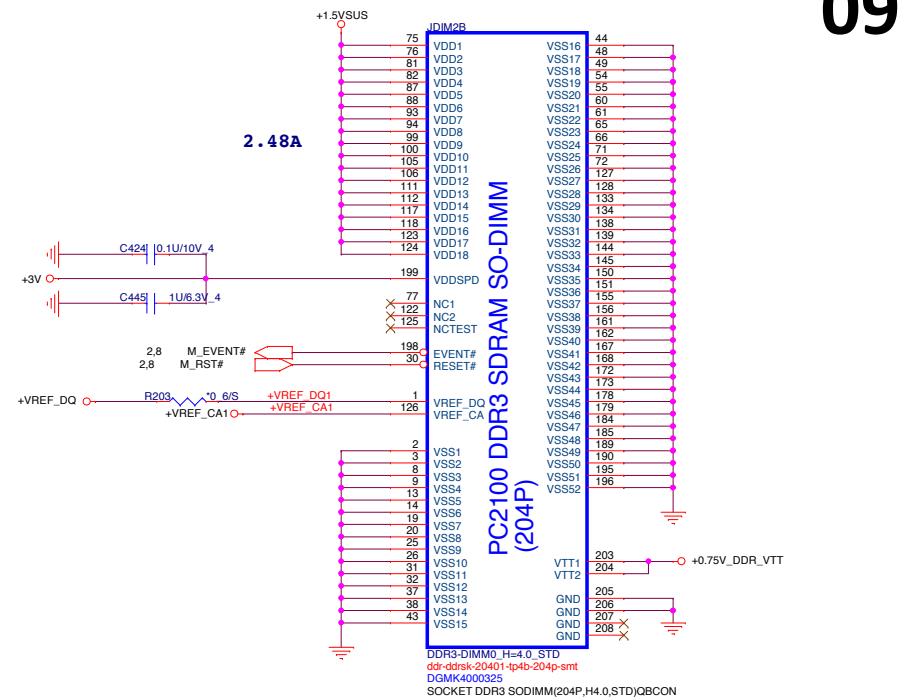 09
+1.5VSUS
JDIM2B
75 VDD1 VSS16 44
76 VDD2 VSS17 48
81 VDD3 VSS18 49
82 VDD4 VSS19 54
87 VDD5 VSS20 55
88 VDD6 VSS21 60
93 VDD7 VSS22 61
94 VDD8 VSS23 65
99 VDD9 VSS24 66
100 VDD10 VSS25 71
105 VDD11 VSS26 72
106 VDD12 VSS27 127
111 VDD13 VSS28 128
112 VDD14 VSS29 133
117 VDD15 VSS30 134
118 VDD16 VSS31 138
123 VDD17 VSS32 139
124 VDD18 VSS33 144
VSS34 145
199 VDDSPD VSS35 150
VSS36 151
77 NC1 VSS37 155
122 NC2 VSS38 156
125 NCTEST VSS39 161
VSS40 162
198 EVENT# VSS41 167
30 RESET# VSS42 168
VSS43 172
VSS44 173
1 VREF_DQ VSS45 178
126 VREF_CA VSS46 179
VSS47 184
VSS48 185
2 VSS1 VSS49 189
3 VSS2 VSS50 190
8 VSS3 VSS51 195
9 VSS4 VSS52 196
13 VSS5
14 VSS6
19 VSS7
20 VSS8
25 VSS9
26 VSS10 VTT1 203
31 VSS11 VTT2 204
32 VSS12
37 VSS13 GND 205
38 VSS14 GND 206
43 VSS15 GND 207
GND 208
2.48A
C424 0.1U/10V_4
+3V
C445 1U/6.3V_4
2,8 M_EVENT#
2,8 M_RST#
+VREF_DQ R203 *0_6/S +VREF_DQ1
+VREF_CA1 +VREF_CA1
PC2100 DDR3 SDRAM SO-DIMM
(204P)
+0.75V_DDR_VTT
DDR3-DIMM0_H=4.0_STD
ddr-ddrsk-20401-tp4b-204p-smt
DGMK4000325
SOCKET DDR3 SODIMM(204P,H4.0,STD)QBCON